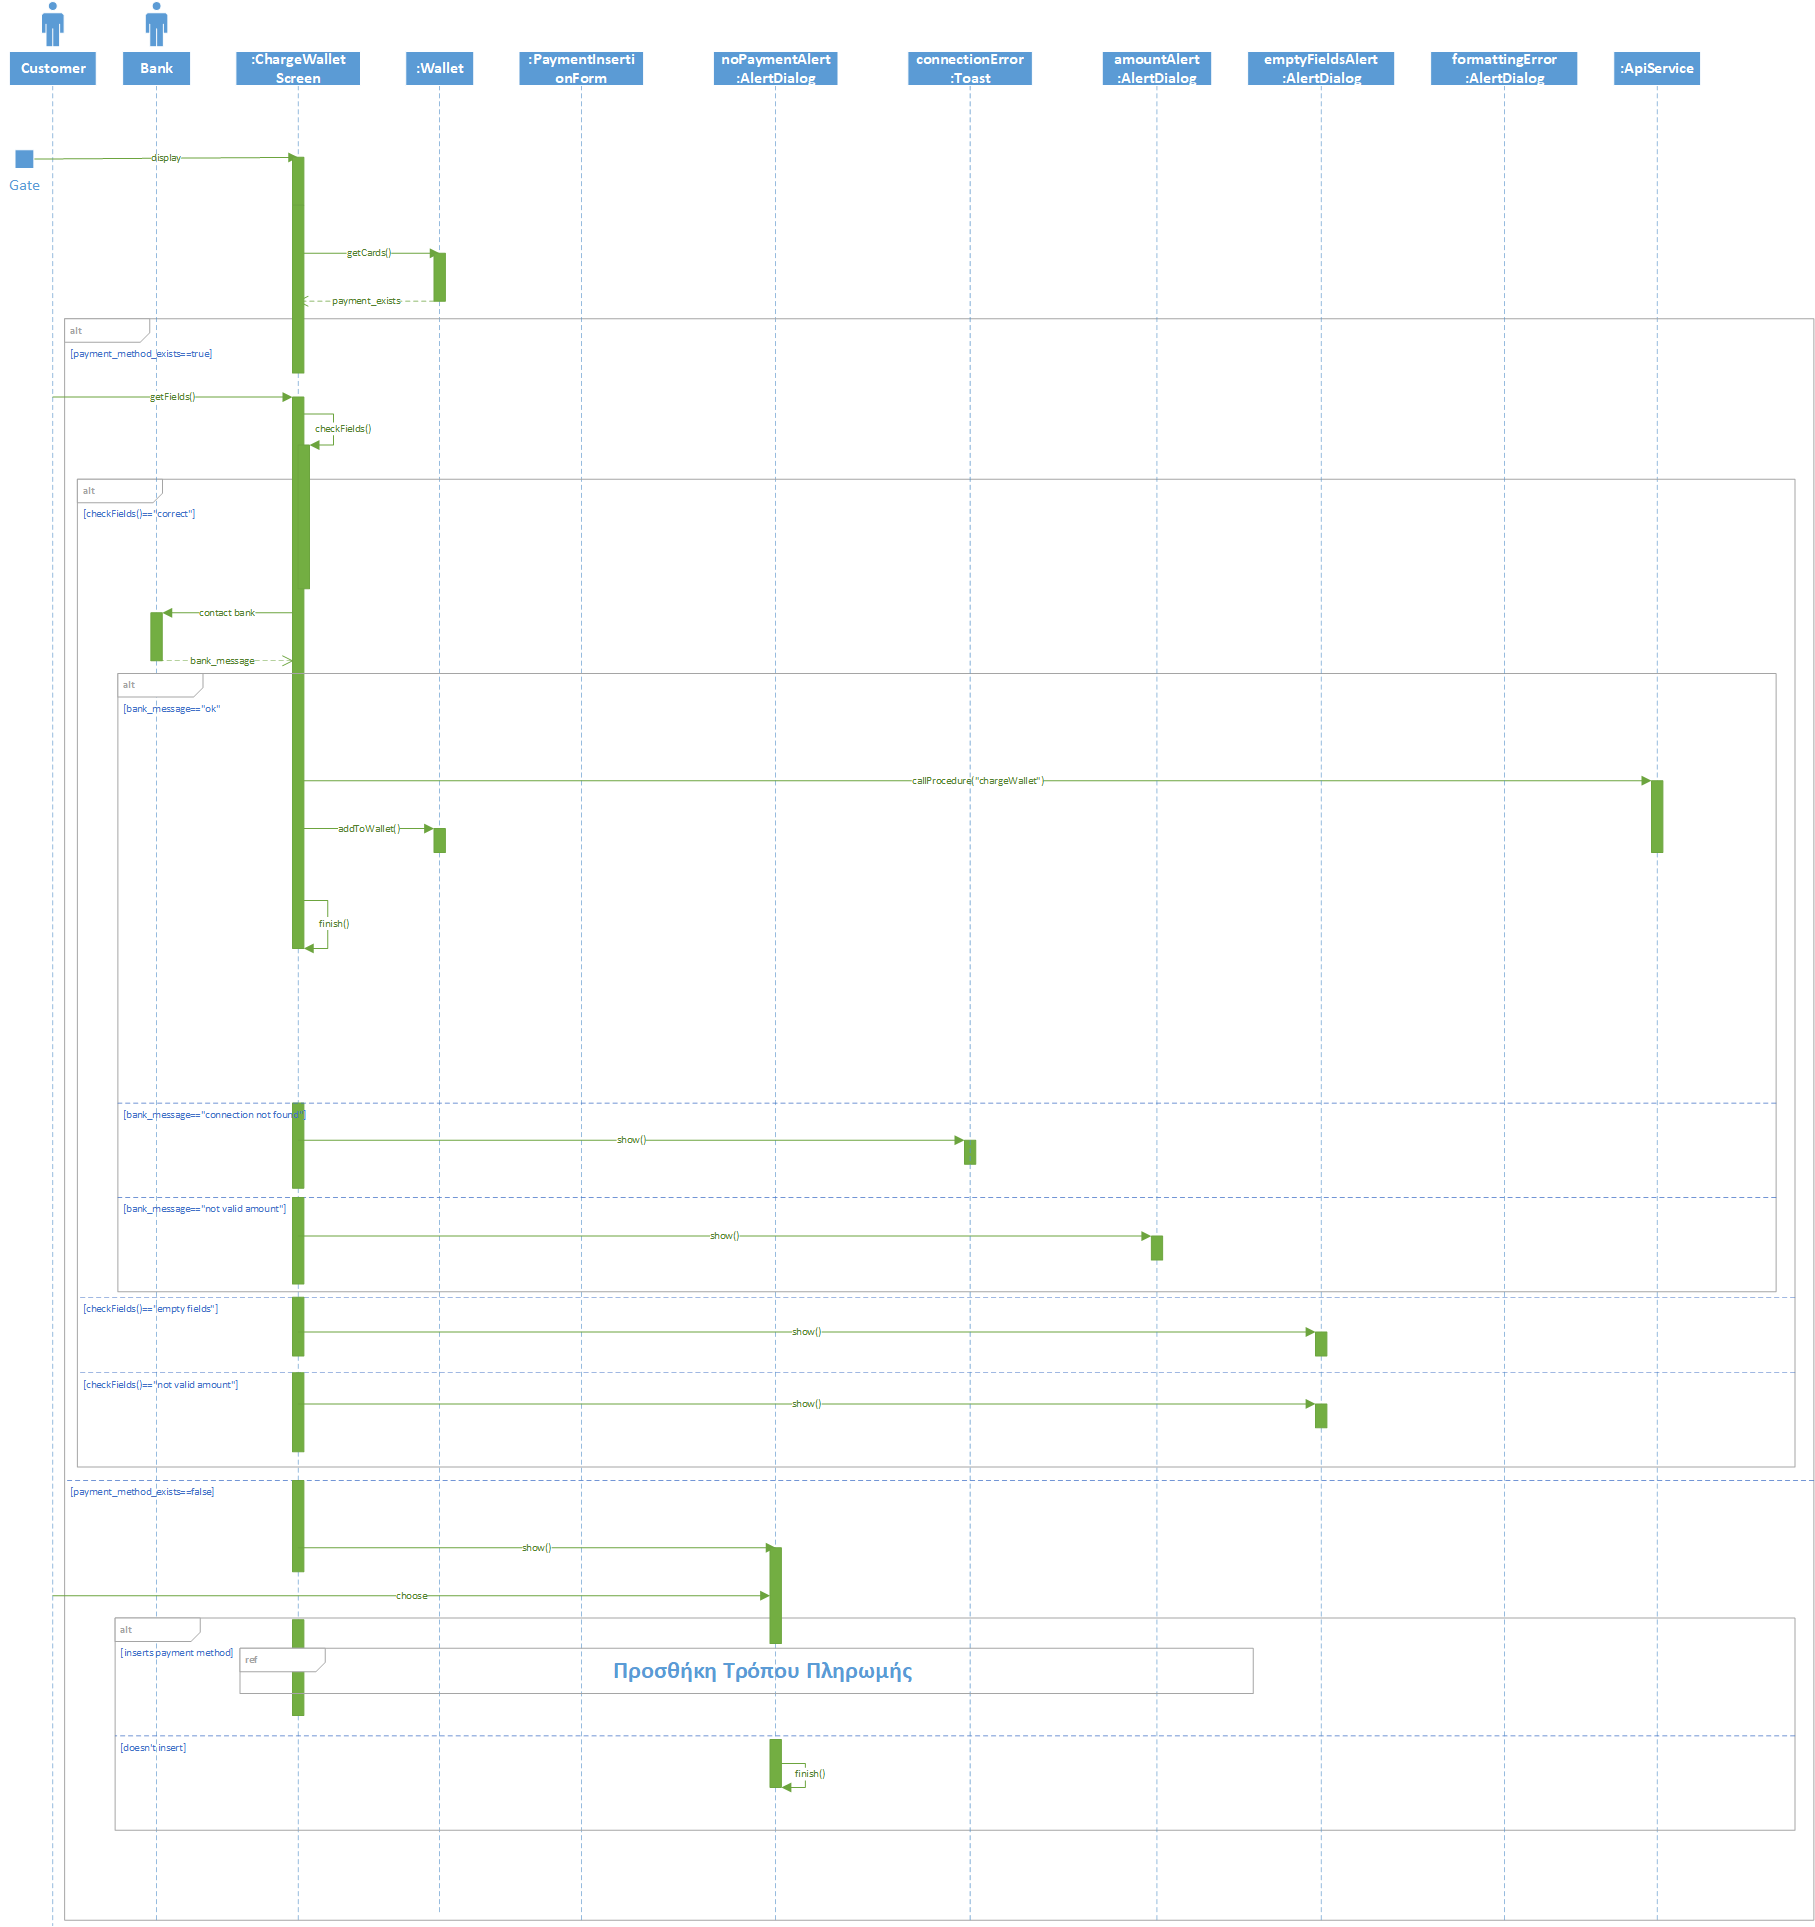 Customer
Bank
:ChargeWallet
Screen
:Wallet
:PaymentInserti
onForm
noPaymentAlert
:AlertDialog
connectionError
:Toast
amountAlert
:AlertDialog
emptyFieldsAlert
:AlertDialog
formattingError
:AlertDialog
:ApiService
display
Gate
getCards()
payment_exists
alt
[payment_method_exists==true]
getFields()
checkFields()
alt
[checkFields()=="correct"]
contact bank
bank_message
alt
[bank_message=="ok"
callProcedure("chargeWallet")
addToWallet()
finish()
[bank_message=="connection not found"]
show()
[bank_message=="not valid amount"]
show()
[checkFields()=="empty fields"]
show()
[checkFields()=="not valid amount"]
show()
[payment_method_exists==false]
show()
choose
alt
[inserts payment method]
ref
Προσθήκη Τρόπου Πληρωμής
[doesn't insert]
finish()